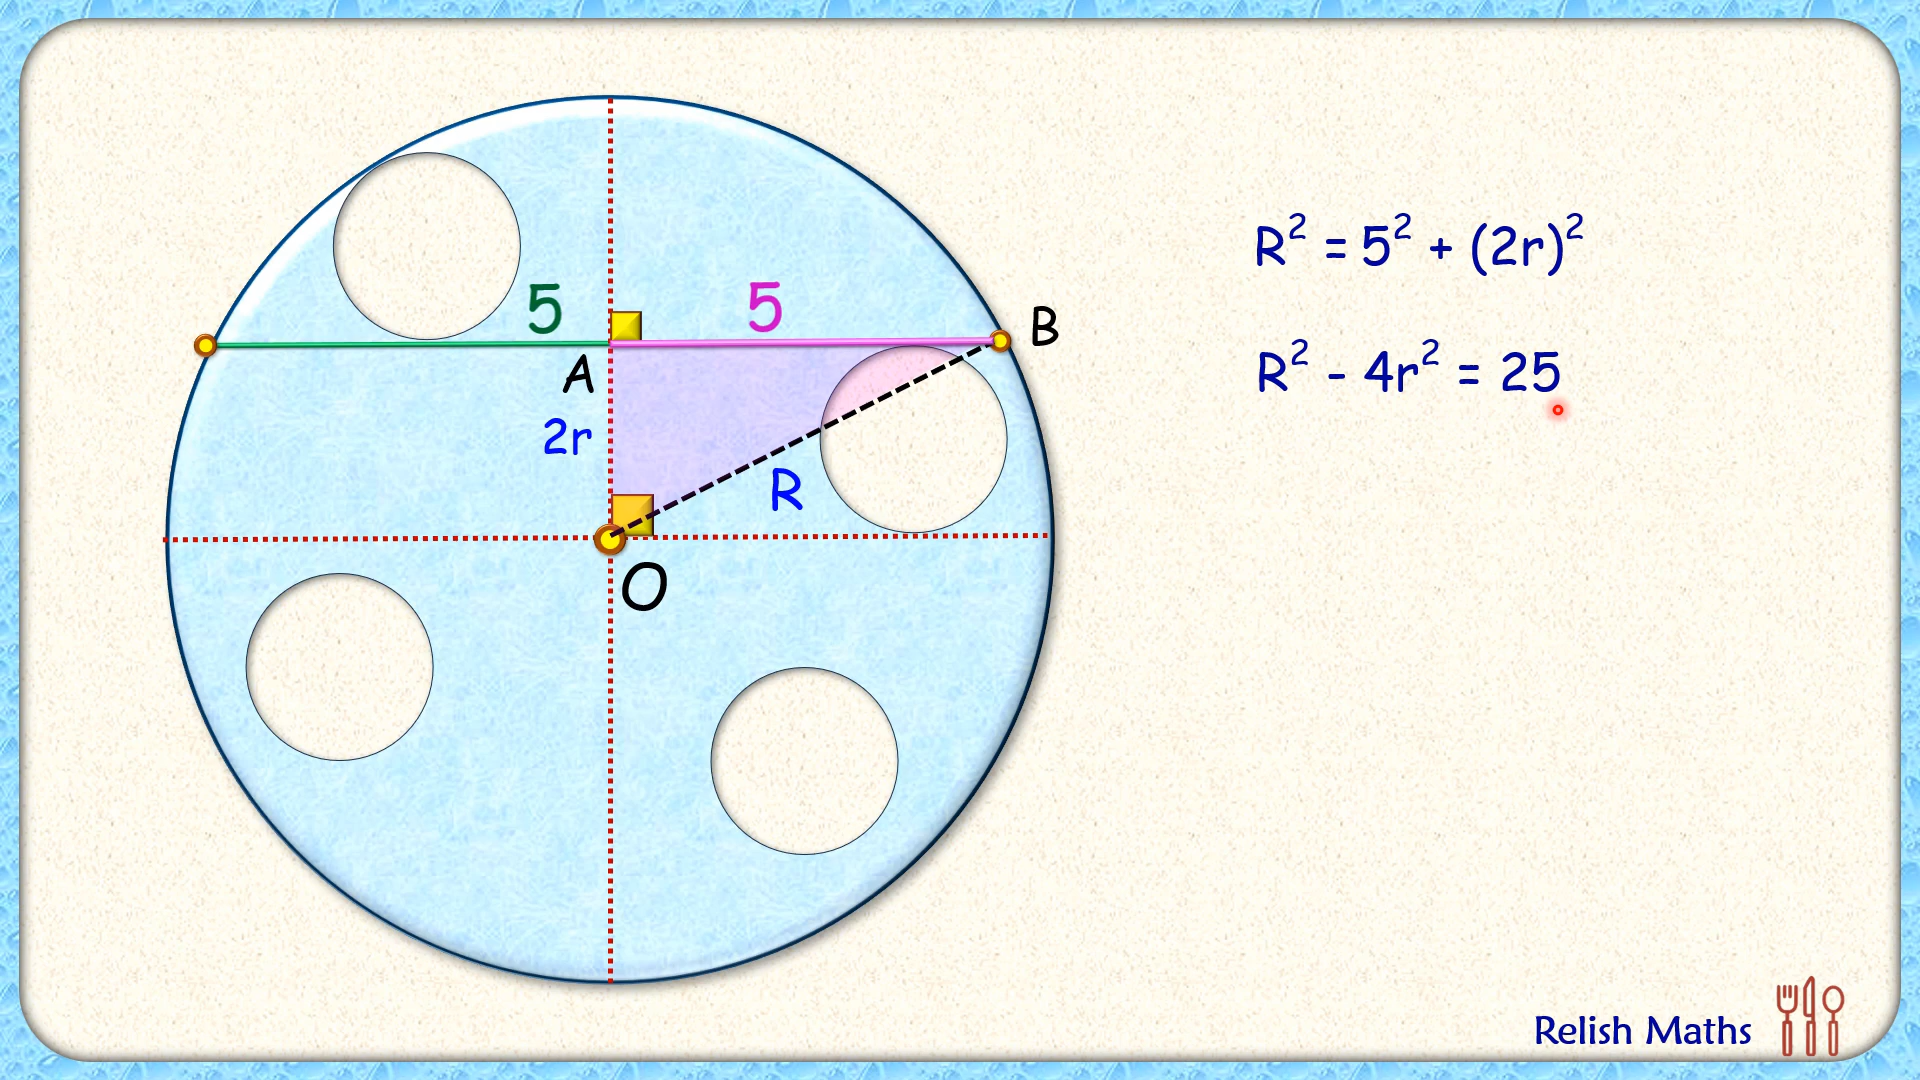 R² = 5² + (2r)²
5
5
B
A
R² - 4r² = 25
2r
R
O
Relish Maths